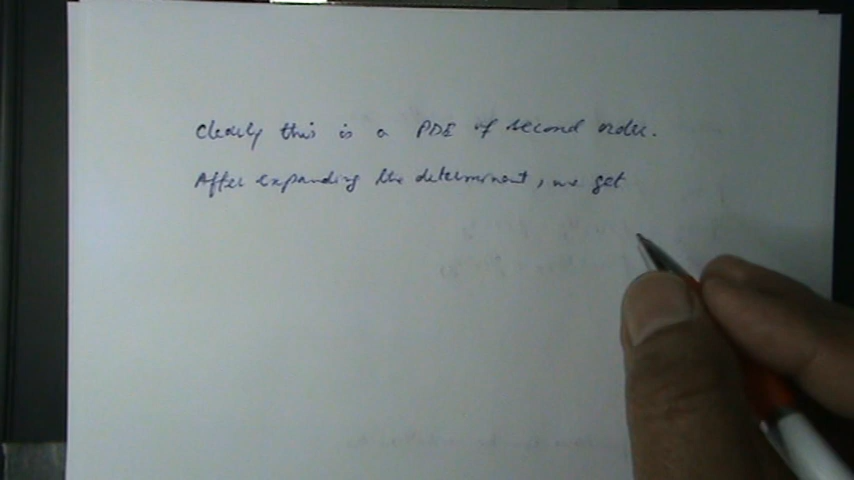 Clearly this is a PDE of second order.
After expanding the determinant, we get